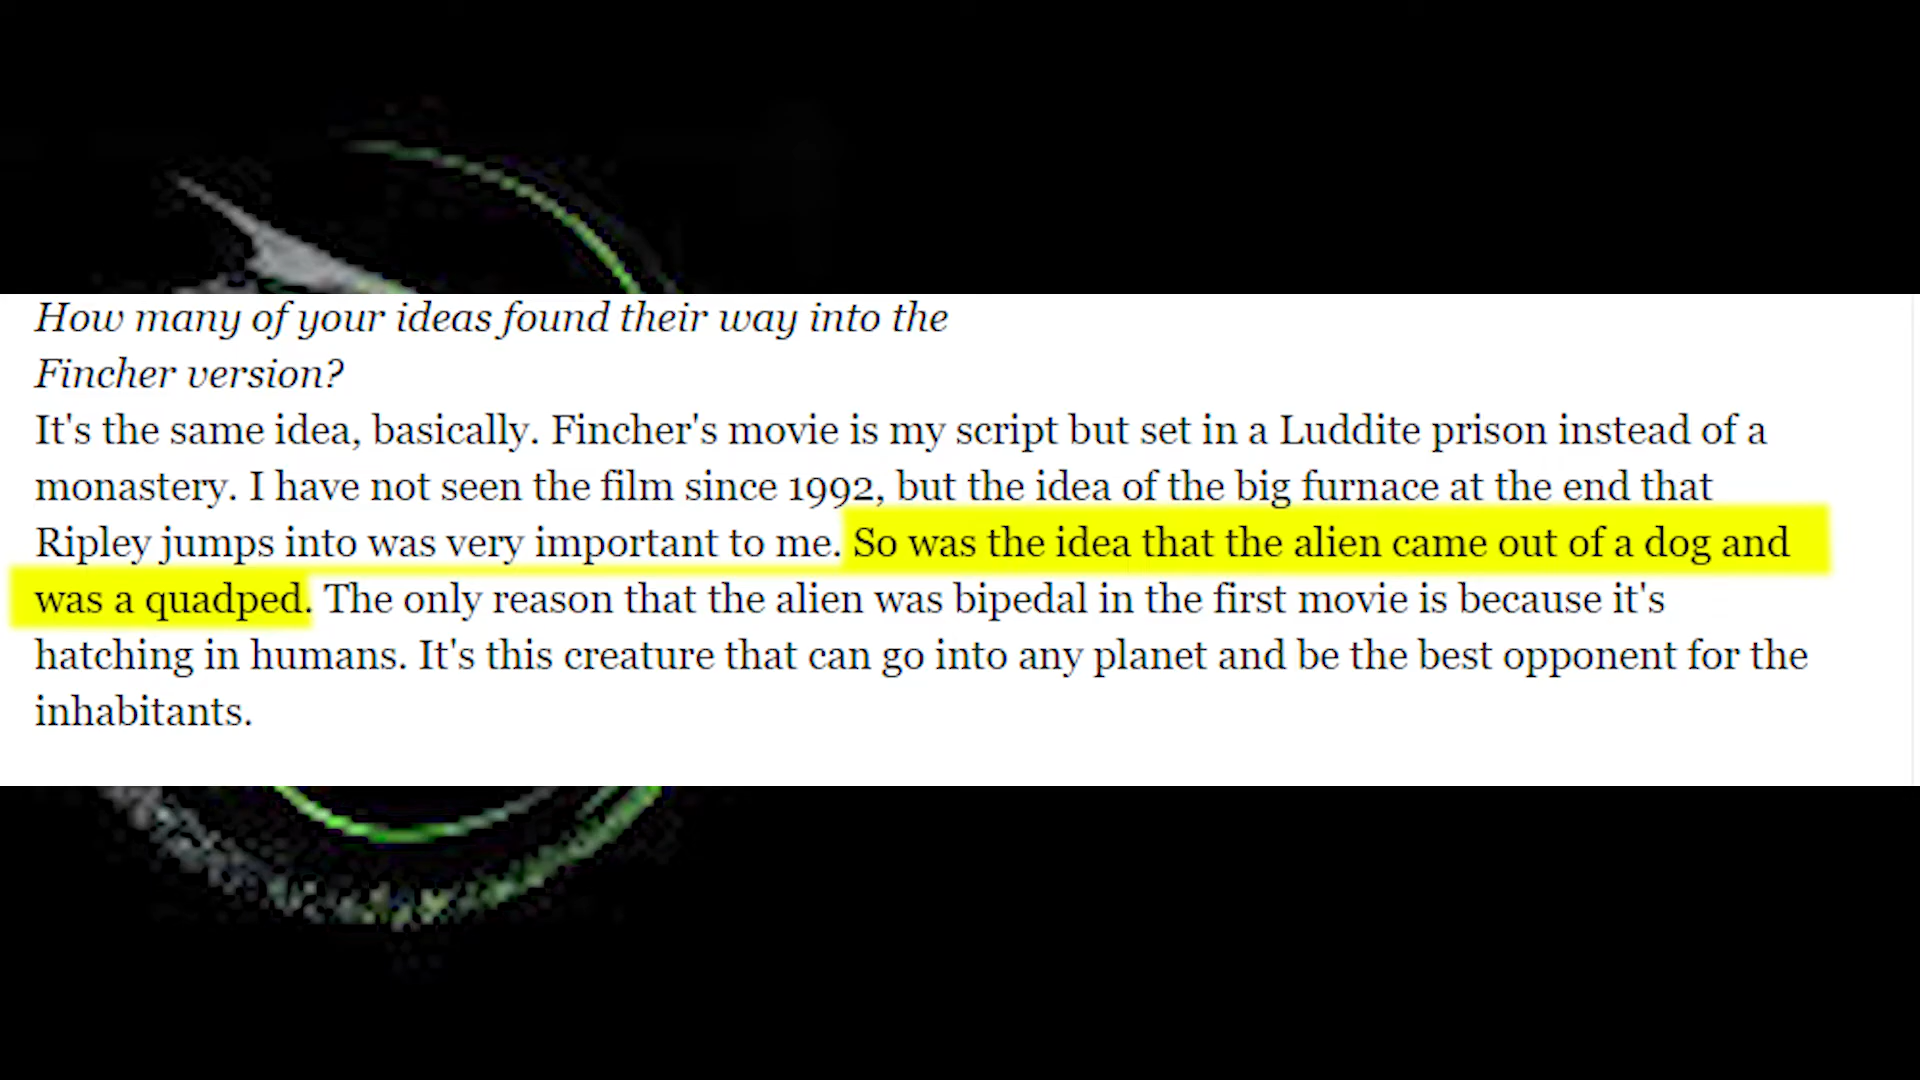 How many of your ideas found their way into the
Fincher version?
It's the same idea, basically. Fincher's movie is my script but set in a Luddite prison instead of a
monastery. I have not seen the film since 1992, but the idea of the big furnace at the end that
Ripley jumps into was very important to me. So was the idea that the alien came out of a dog and
was a quadped. The only reason that the alien was bipedal in the first movie is because it's
hatching in humans. It's this creature that can go into any planet and be the best opponent for the
inhabitants.